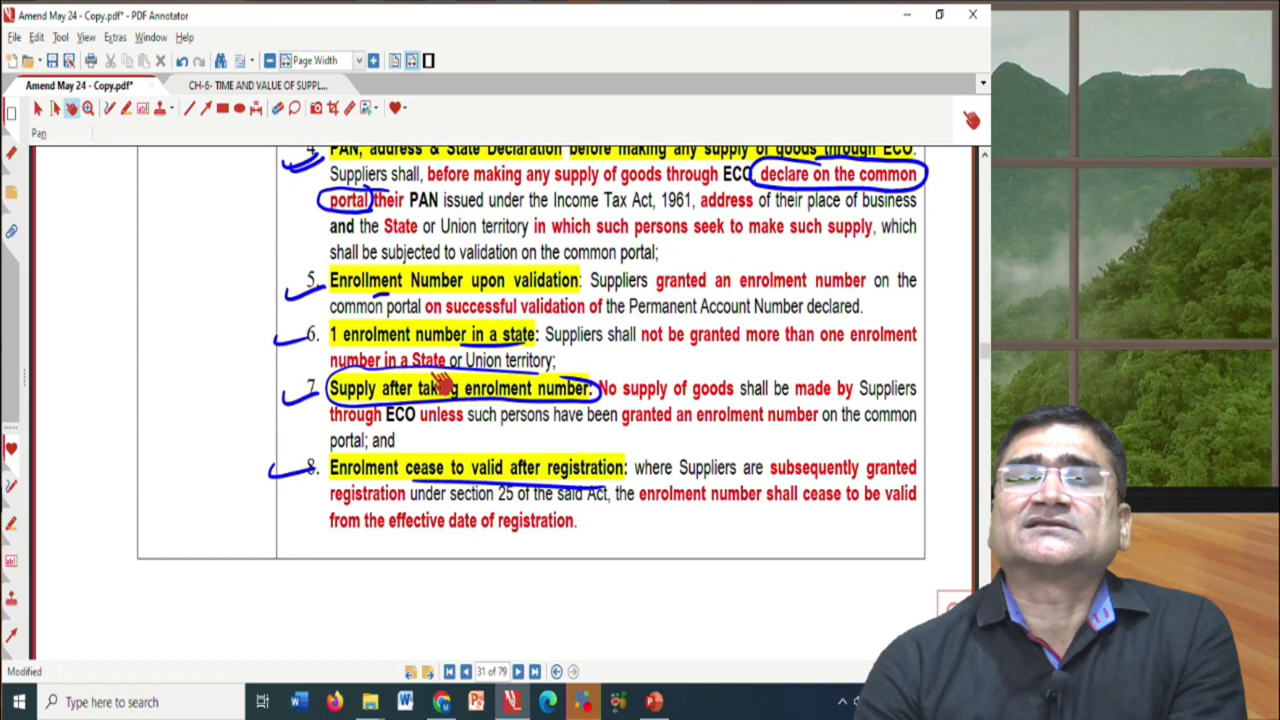 Amend May 24 - Copy.pdf* - PDF Annotator
File Edit Tool View Extras Window Help
Page Width
Amend May 24 - Copy.pdf* CH-6- TIME AND VALUE OF SUPPL...
Pan
4. PAN, address & State Declaration before making any supply of goods through ECO:
Suppliers shall, before making any supply of goods through ECO, declare on the common
portal their PAN issued under the Income Tax Act, 1961, address of their place of business
and the State or Union territory in which such persons seek to make such supply, which
shall be subjected to validation on the common portal;
5. Enrollment Number upon validation: Suppliers granted an enrolment number on the
common portal on successful validation of the Permanent Account Number declared.
6. 1 enrolment number in a state: Suppliers shall not be granted more than one enrolment
number in a State or Union territory;
7. Supply after taking enrolment number: No supply of goods shall be made by Suppliers
through ECO unless such persons have been granted an enrolment number on the common
portal; and
8. Enrolment cease to valid after registration: where Suppliers are subsequently granted
registration under section 25 of the said Act, the enrolment number shall cease to be valid
from the effective date of registration.
Modified 31 of 79
Type here to search